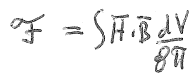 ℱ = ∫ H̄·B̄ dV/8π